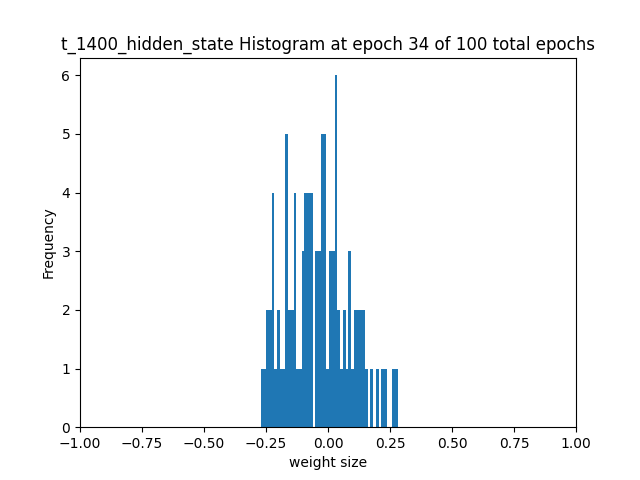 t_1400_hidden_state Histogram at epoch 34 of 100 total epochs
6
5
4
3
2
1
0
Frequency
−1.00 −0.75 −0.50 −0.25 0.00 0.25 0.50 0.75 1.00
weight size